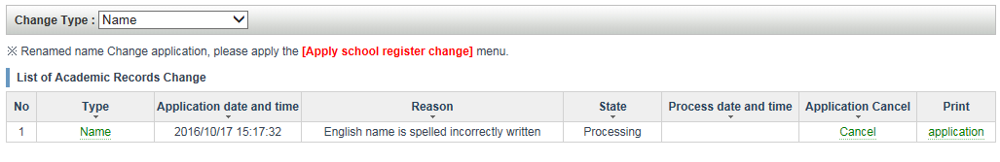 Change Type : Name
※ Renamed name Change application, please apply the [Apply school register change] menu.
List of Academic Records Change
No Type Application date and time Reason State Process date and time Application Cancel Print
1 Name 2016/10/17 15:17:32 English name is spelled incorrectly written Processing Cancel application